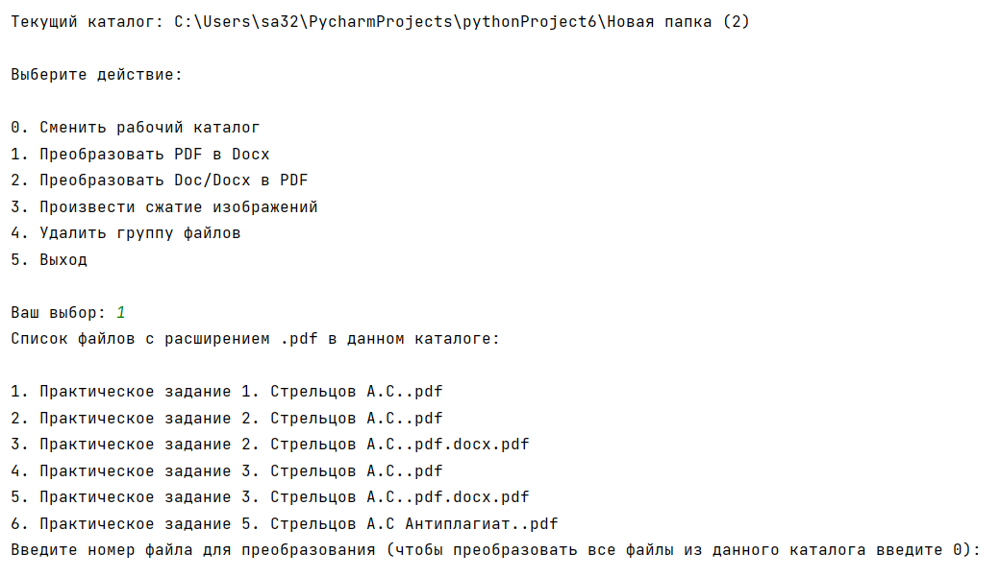 Текущий каталог: C:\Users\sa32\PycharmProjects\pythonProject6\Новая папка (2)
Выберите действие:
0. Сменить рабочий каталог
1. Преобразовать PDF в Docx
2. Преобразовать Doc/Docx в PDF
3. Произвести сжатие изображений
4. Удалить группу файлов
5. Выход
Ваш выбор: 1
Список файлов с расширением .pdf в данном каталоге:
1. Практическое задание 1. Стрельцов А.С..pdf
2. Практическое задание 2. Стрельцов А.С..pdf
3. Практическое задание 2. Стрельцов А.С..pdf.docx.pdf
4. Практическое задание 3. Стрельцов А.С..pdf
5. Практическое задание 3. Стрельцов А.С..pdf.docx.pdf
6. Практическое задание 5. Стрельцов А.С Антиплагиат..pdf
Введите номер файла для преобразования (чтобы преобразовать все файлы из данного каталога введите 0):